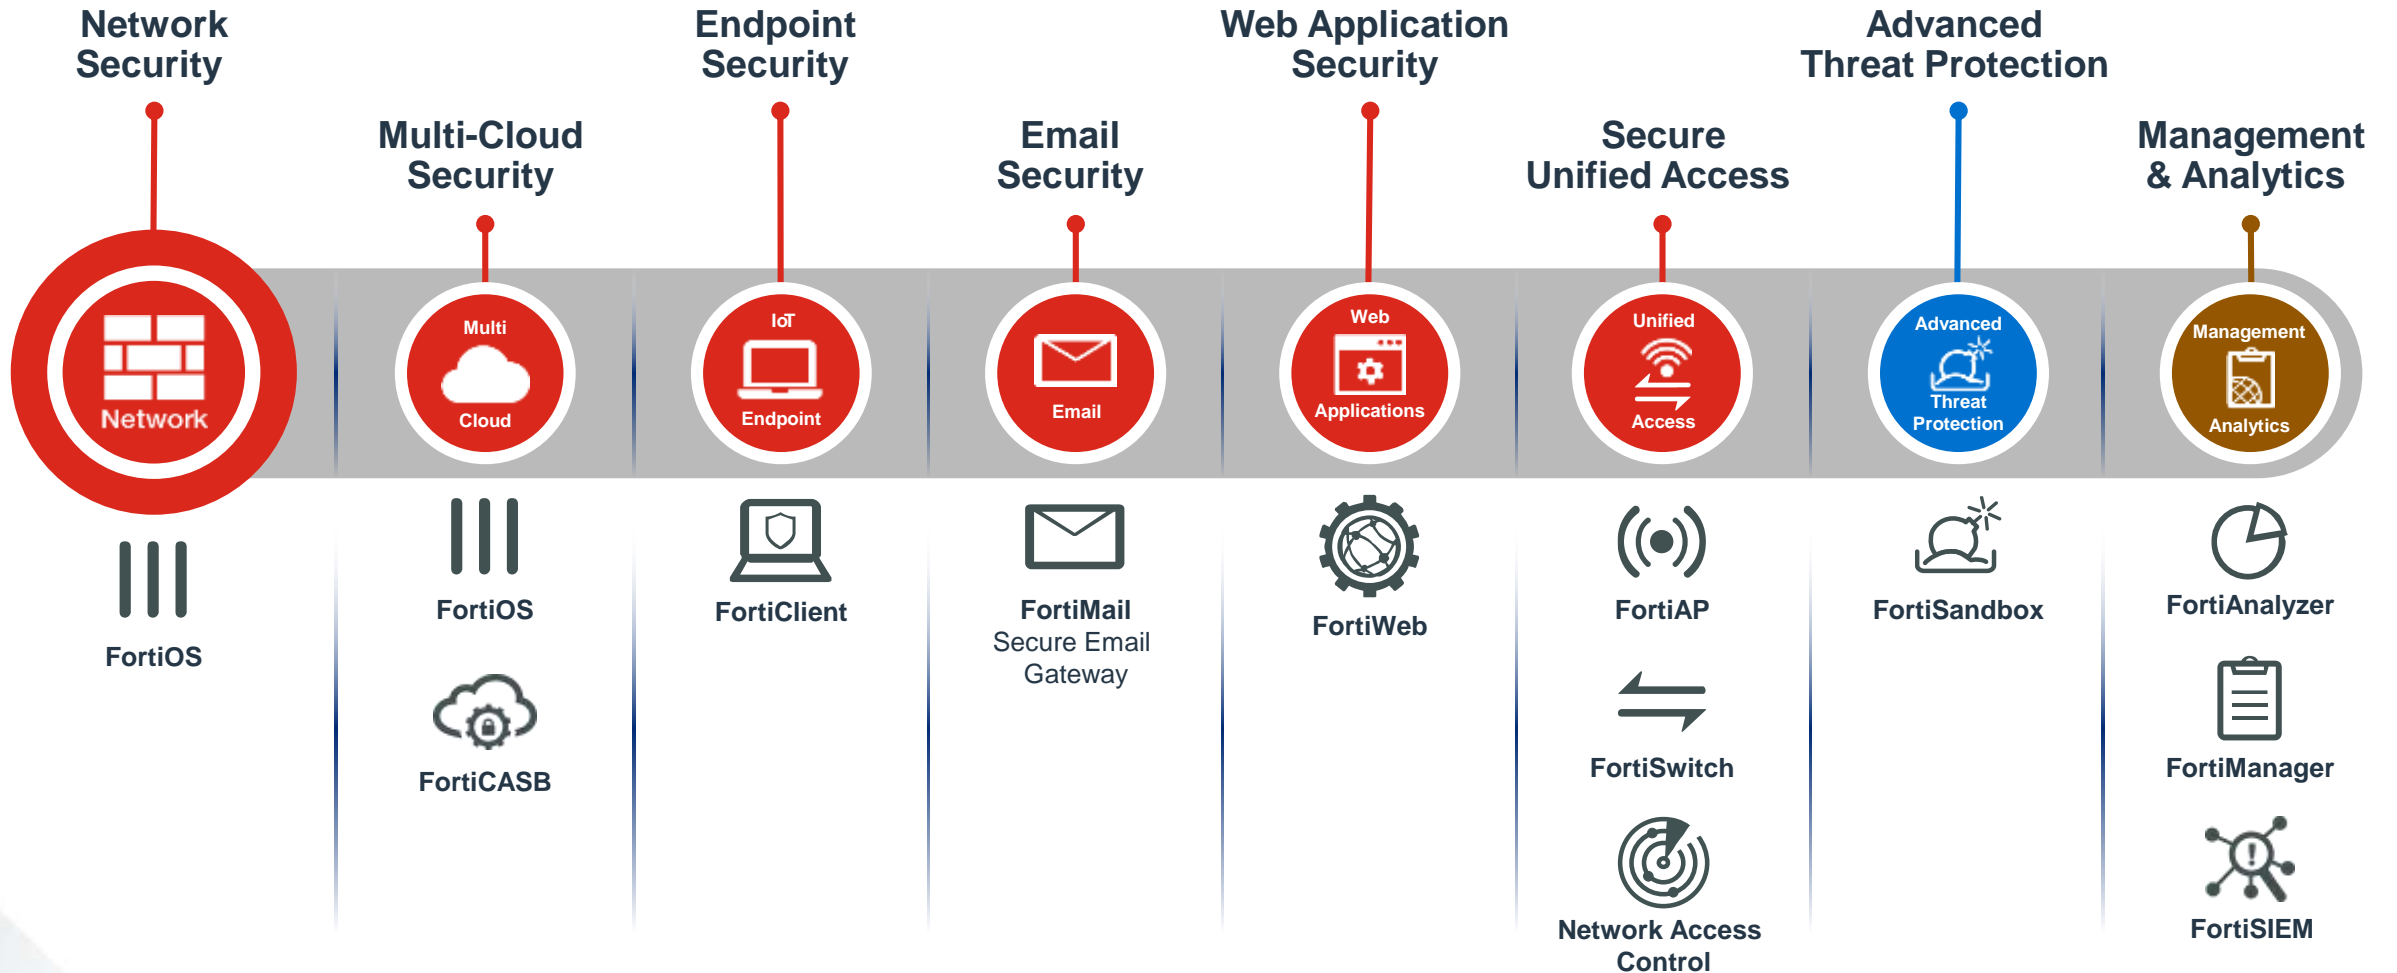 Network
Security
Endpoint
Security
Web Application
Security
Advanced
Threat Protection
Multi-Cloud
Security
Email
Security
Secure
Unified Access
Management
& Analytics
Network
Multi
Cloud
IoT
Endpoint
Email
Web
Applications
Unified
Access
Advanced
Threat
Protection
Management
Analytics
FortiOS
FortiOS
FortiCASB
FortiClient
FortiMail
Secure Email
Gateway
FortiWeb
FortiAP
FortiSwitch
Network Access
Control
FortiSandbox
FortiAnalyzer
FortiManager
FortiSIEM